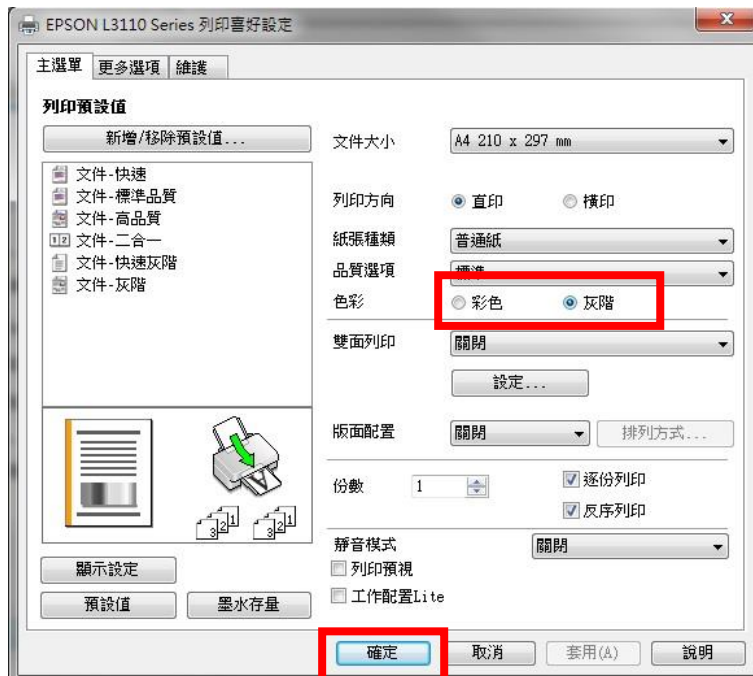 EPSON L3110 Series 列印喜好設定
主選單 更多選項 維護
列印預設值
新增/移除預設值...
文件-快速
文件-標準品質
文件-高品質
文件-二合一
文件-快速灰階
文件-灰階
顯示設定
預設值 墨水存量
文件大小 A4 210 x 297 mm
列印方向 直印 橫印
紙張種類 普通紙
品質選項 標準
色彩 彩色 灰階
雙面列印 關閉
設定...
版面配置 關閉 排列方式...
份數 1 逐份列印
反序列印
靜音模式 關閉
列印預視
工作配置Lite
確定 取消 套用(A) 說明